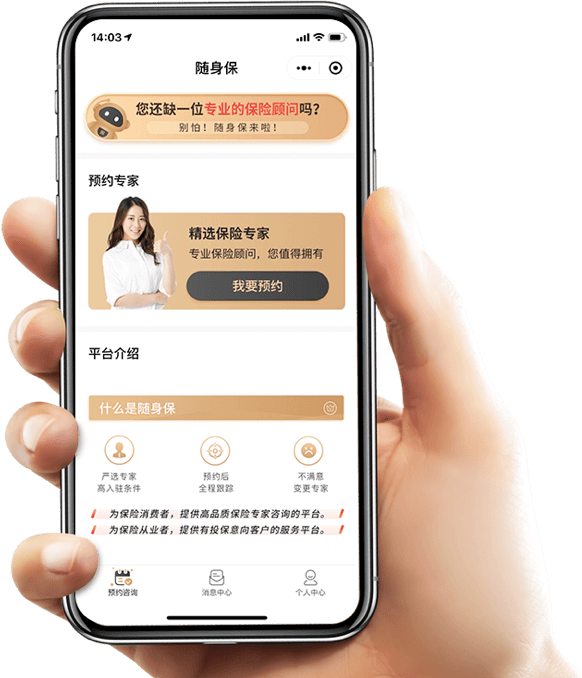 14:03
随身保
您还缺一位专业的保险顾问吗?
别怕!随身保来啦!
预约专家
精选保险专家
专业保险顾问,您值得拥有
我要预约
平台介绍
什么是随身保
严选专家
高入驻条件
预约后
全程跟踪
不满意
变更专家
为保险消费者,提供高品质保险专家咨询的平台。
为保险从业者,提供有投保意向客户的服务平台。
预约咨询
消息中心
个人中心